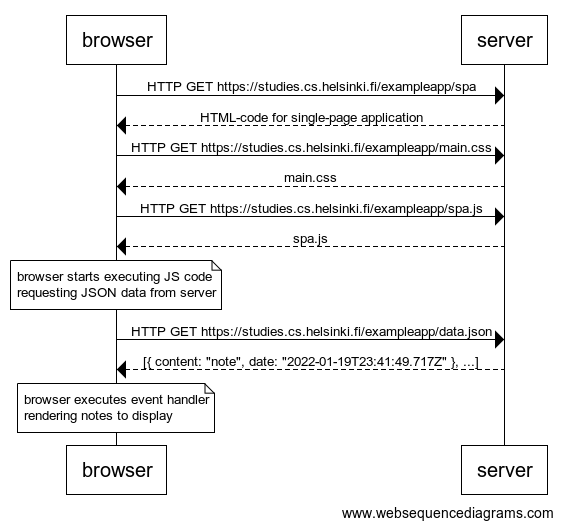 browser
server
HTTP GET https://studies.cs.helsinki.fi/exampleapp/spa
HTML-code for single-page application
HTTP GET https://studies.cs.helsinki.fi/exampleapp/main.css
main.css
HTTP GET https://studies.cs.helsinki.fi/exampleapp/spa.js
spa.js
browser starts executing JS code
requesting JSON data from server
HTTP GET https://studies.cs.helsinki.fi/exampleapp/data.json
[{ content: "note", date: "2022-01-19T23:41:49.717Z" }, ...]
browser executes event handler
rendering notes to display
browser
server
www.websequencediagrams.com